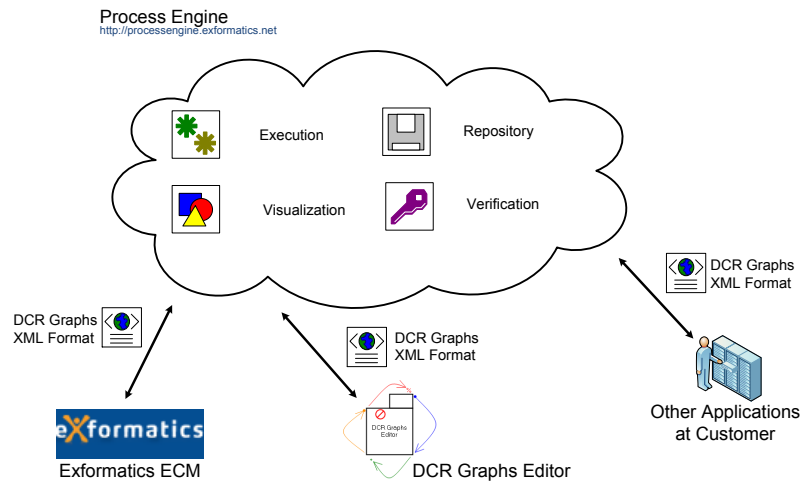 Process Engine
http://processengine.exformatics.net
Execution
Repository
Visualization
Verification
DCR Graphs
XML Format
DCR Graphs
XML Format
DCR Graphs
XML Format
eXformatics
Exformatics ECM
DCR Graphs
Editor
DCR Graphs Editor
Other Applications
at Customer